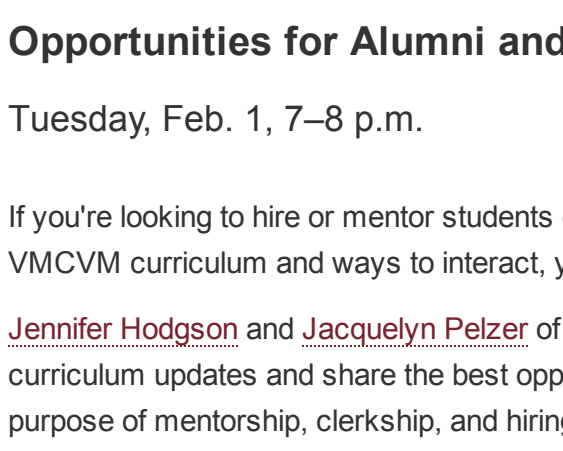 Opportunities for Alumni and
Tuesday, Feb. 1, 7–8 p.m.
If you're looking to hire or mentor students
VMCVM curriculum and ways to interact,
Jennifer Hodgson and Jacquelyn Pelzer of
curriculum updates and share the best opp
purpose of mentorship, clerkship, and hiring